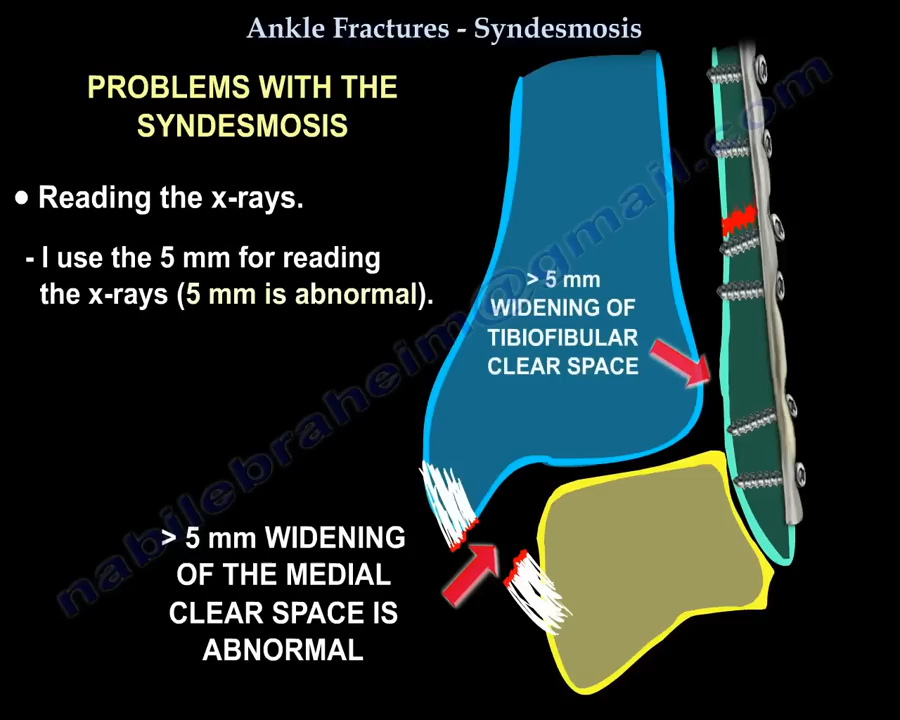 Ankle Fractures - Syndesmosis
PROBLEMS WITH THE
SYNDESMOSIS
• Reading the x-rays.
- I use the 5 mm for reading
the x-rays (5 mm is abnormal).
> 5 mm
WIDENING OF
TIBIOFIBULAR
CLEAR SPACE
> 5 mm WIDENING
OF THE MEDIAL
CLEAR SPACE IS
ABNORMAL
nabilebraheim@gmail.com